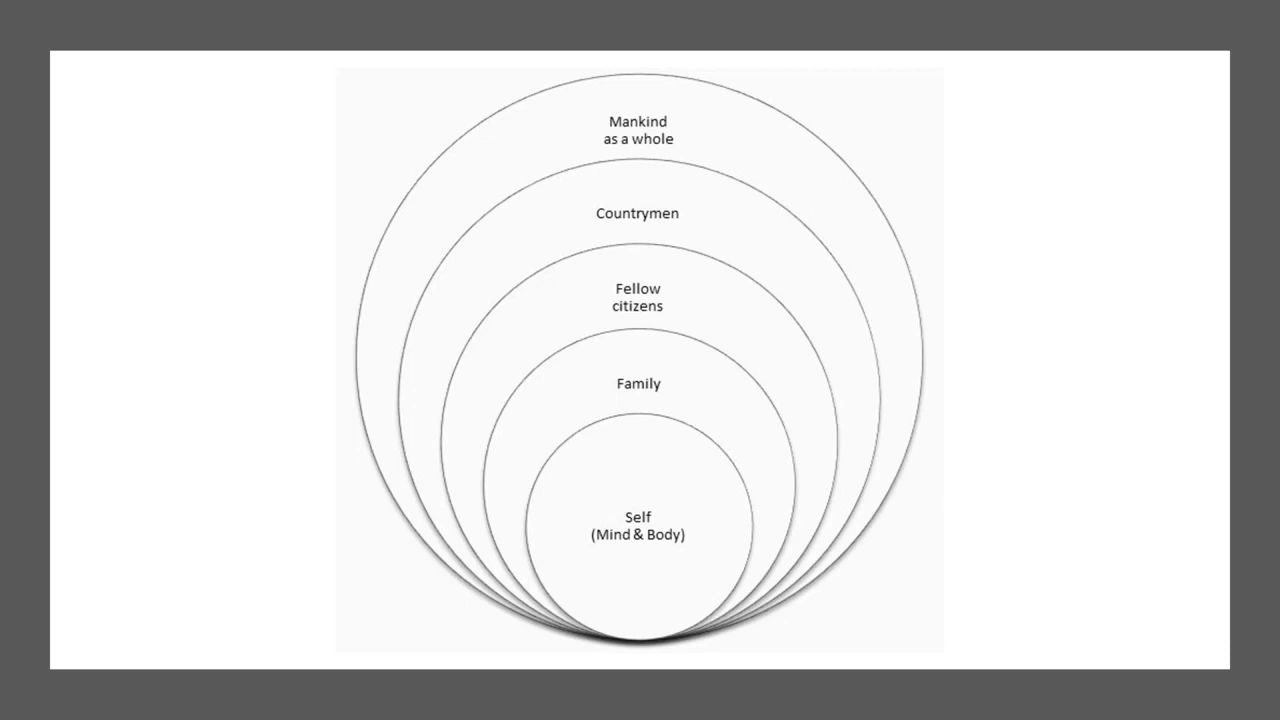 Mankind
as a whole
Countrymen
Fellow
citizens
Family
Self
(Mind & Body)